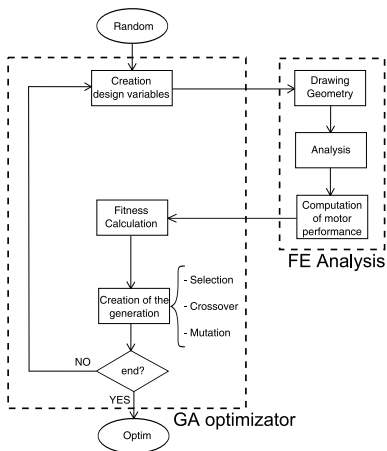 Random
Creation
design variables
Drawing
Geometry
Analysis
Computation
of motor
performance
FE Analysis
Fitness
Calculation
Creation of the
generation
- Selection
- Crossover
- Mutation
NO
end?
YES
GA optimizator
Optim